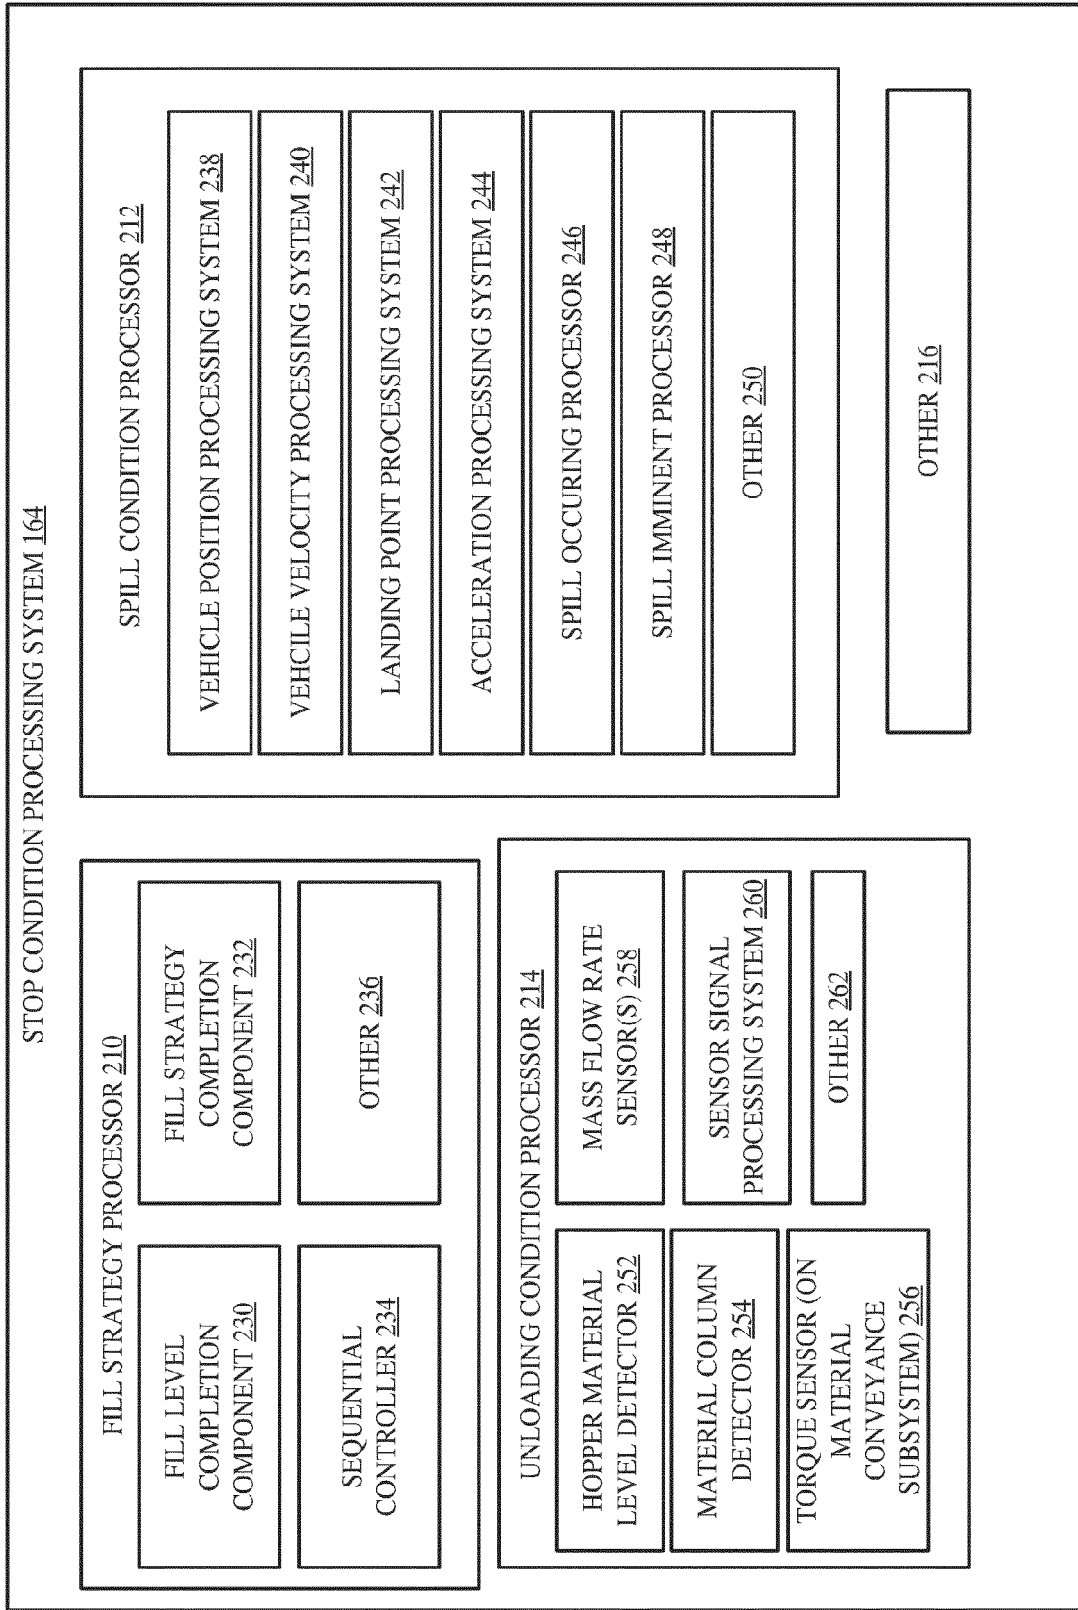 STOP CONDITION PROCESSING SYSTEM 164
FILL STRATEGY PROCESSOR 210
FILL LEVEL
COMPLETION
COMPONENT 230
FILL STRATEGY
COMPLETION
COMPONENT 232
SEQUENTIAL
CONTROLLER 234
OTHER 236
UNLOADING CONDITION PROCESSOR 214
HOPPER MATERIAL
LEVEL DETECTOR 252
MATERIAL COLUMN
DETECTOR 254
TORQUE SENSOR (ON
MATERIAL
CONVEYANCE
SUBSYSTEM) 256
MASS FLOW RATE
SENSOR(S) 258
SENSOR SIGNAL
PROCESSING SYSTEM 260
OTHER 262
SPILL CONDITION PROCESSOR 212
VEHICLE POSITION PROCESSING SYSTEM 238
VEHCILE VELOCITY PROCESSING SYSTEM 240
LANDING POINT PROCESSING SYSTEM 242
ACCELERATION PROCESSING SYSTEM 244
SPILL OCCURING PROCESSOR 246
SPILL IMMINENT PROCESSOR 248
OTHER 250
OTHER 216